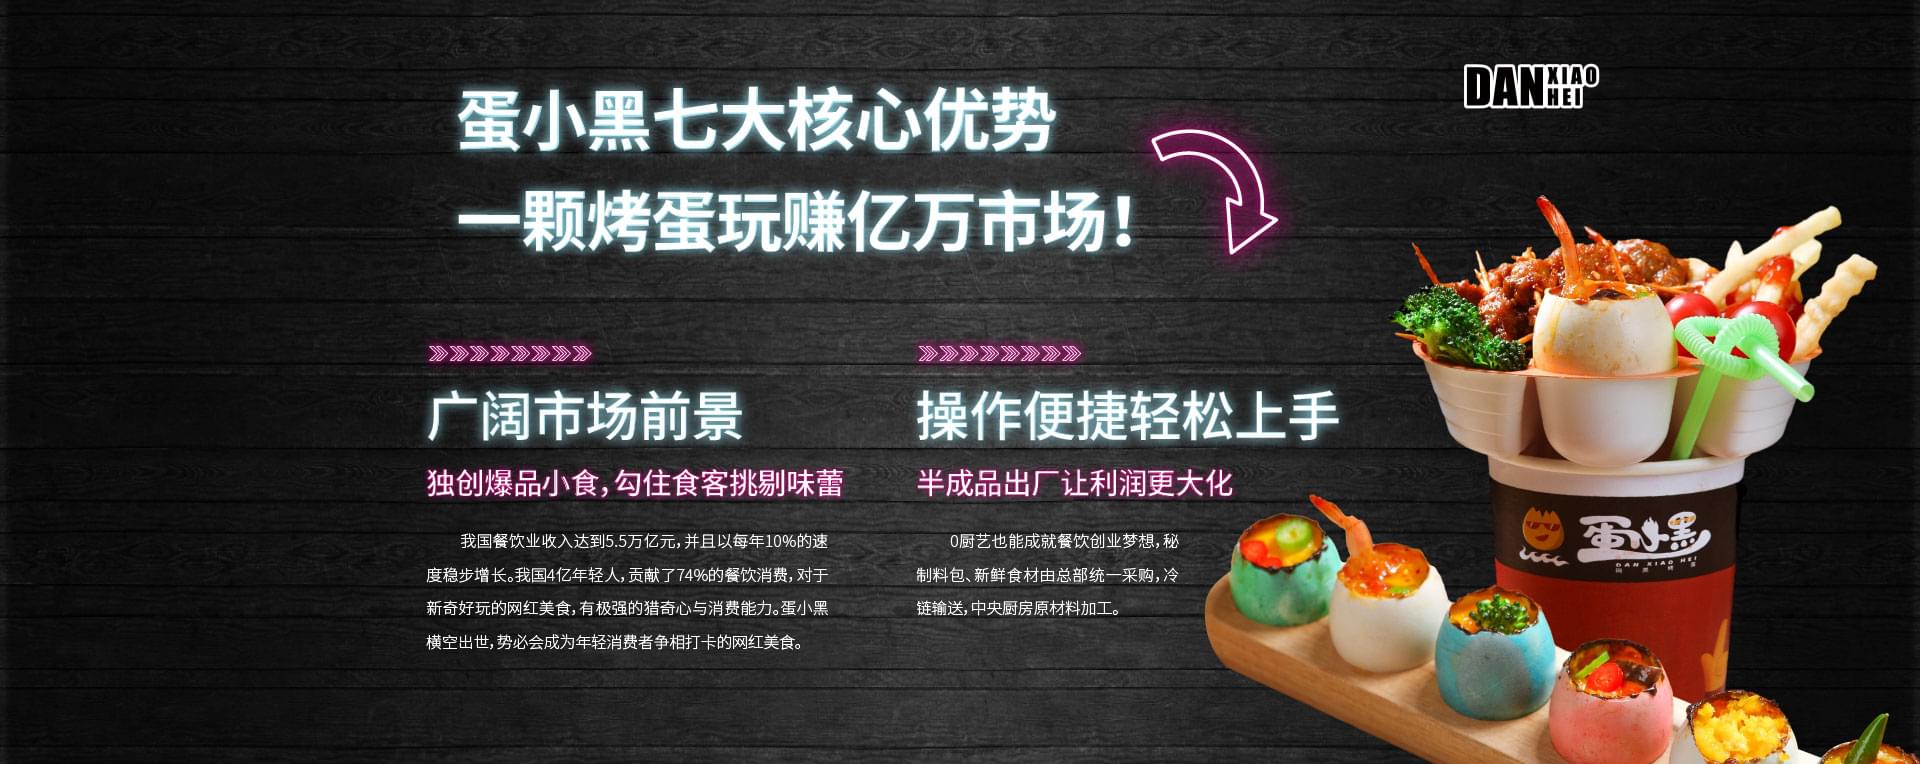 蛋小黑七大核心优势
一颗烤蛋玩赚亿万市场！
DAN XIAO HEI
广阔市场前景
独创爆品小食，勾住食客挑剔味蕾
我国餐饮业收入达到5.5万亿元，并且以每年10%的速
度稳步增长。我国4亿年轻人，贡献了74%的餐饮消费，对于
新奇好玩的网红美食，有极强的猎奇心与消费能力。蛋小黑
横空出世，势必会成为年轻消费者争相打卡的网红美食。
操作便捷轻松上手
半成品出厂让利润更大化
0厨艺也能成就餐饮创业梦想，秘
制料包、新鲜食材由总部统一采购，冷
链输送，中央厨房原材料加工。
蛋小黑
DAN XIAO HEI